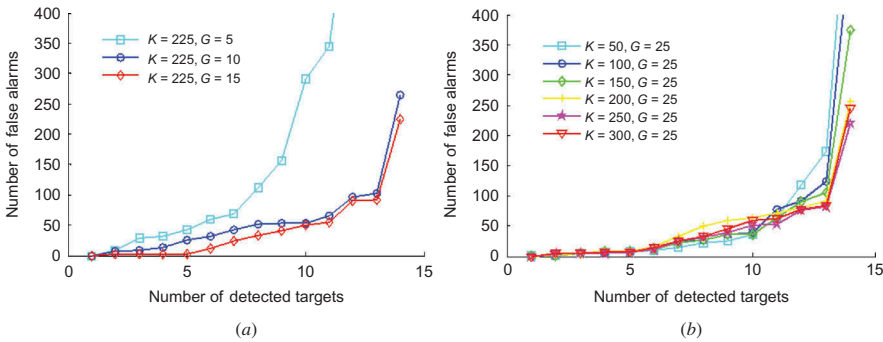 400
350
300
250
200
150
100
50
0
Number of false alarms
K = 225, G = 5
K = 225, G = 10
K = 225, G = 15
0
5
10
15
Number of detected targets
(a)
400
350
300
250
200
150
100
50
0
Number of false alarms
K = 50, G = 25
K = 100, G = 25
K = 150, G = 25
K = 200, G = 25
K = 250, G = 25
K = 300, G = 25
0
5
10
15
Number of detected targets
(b)